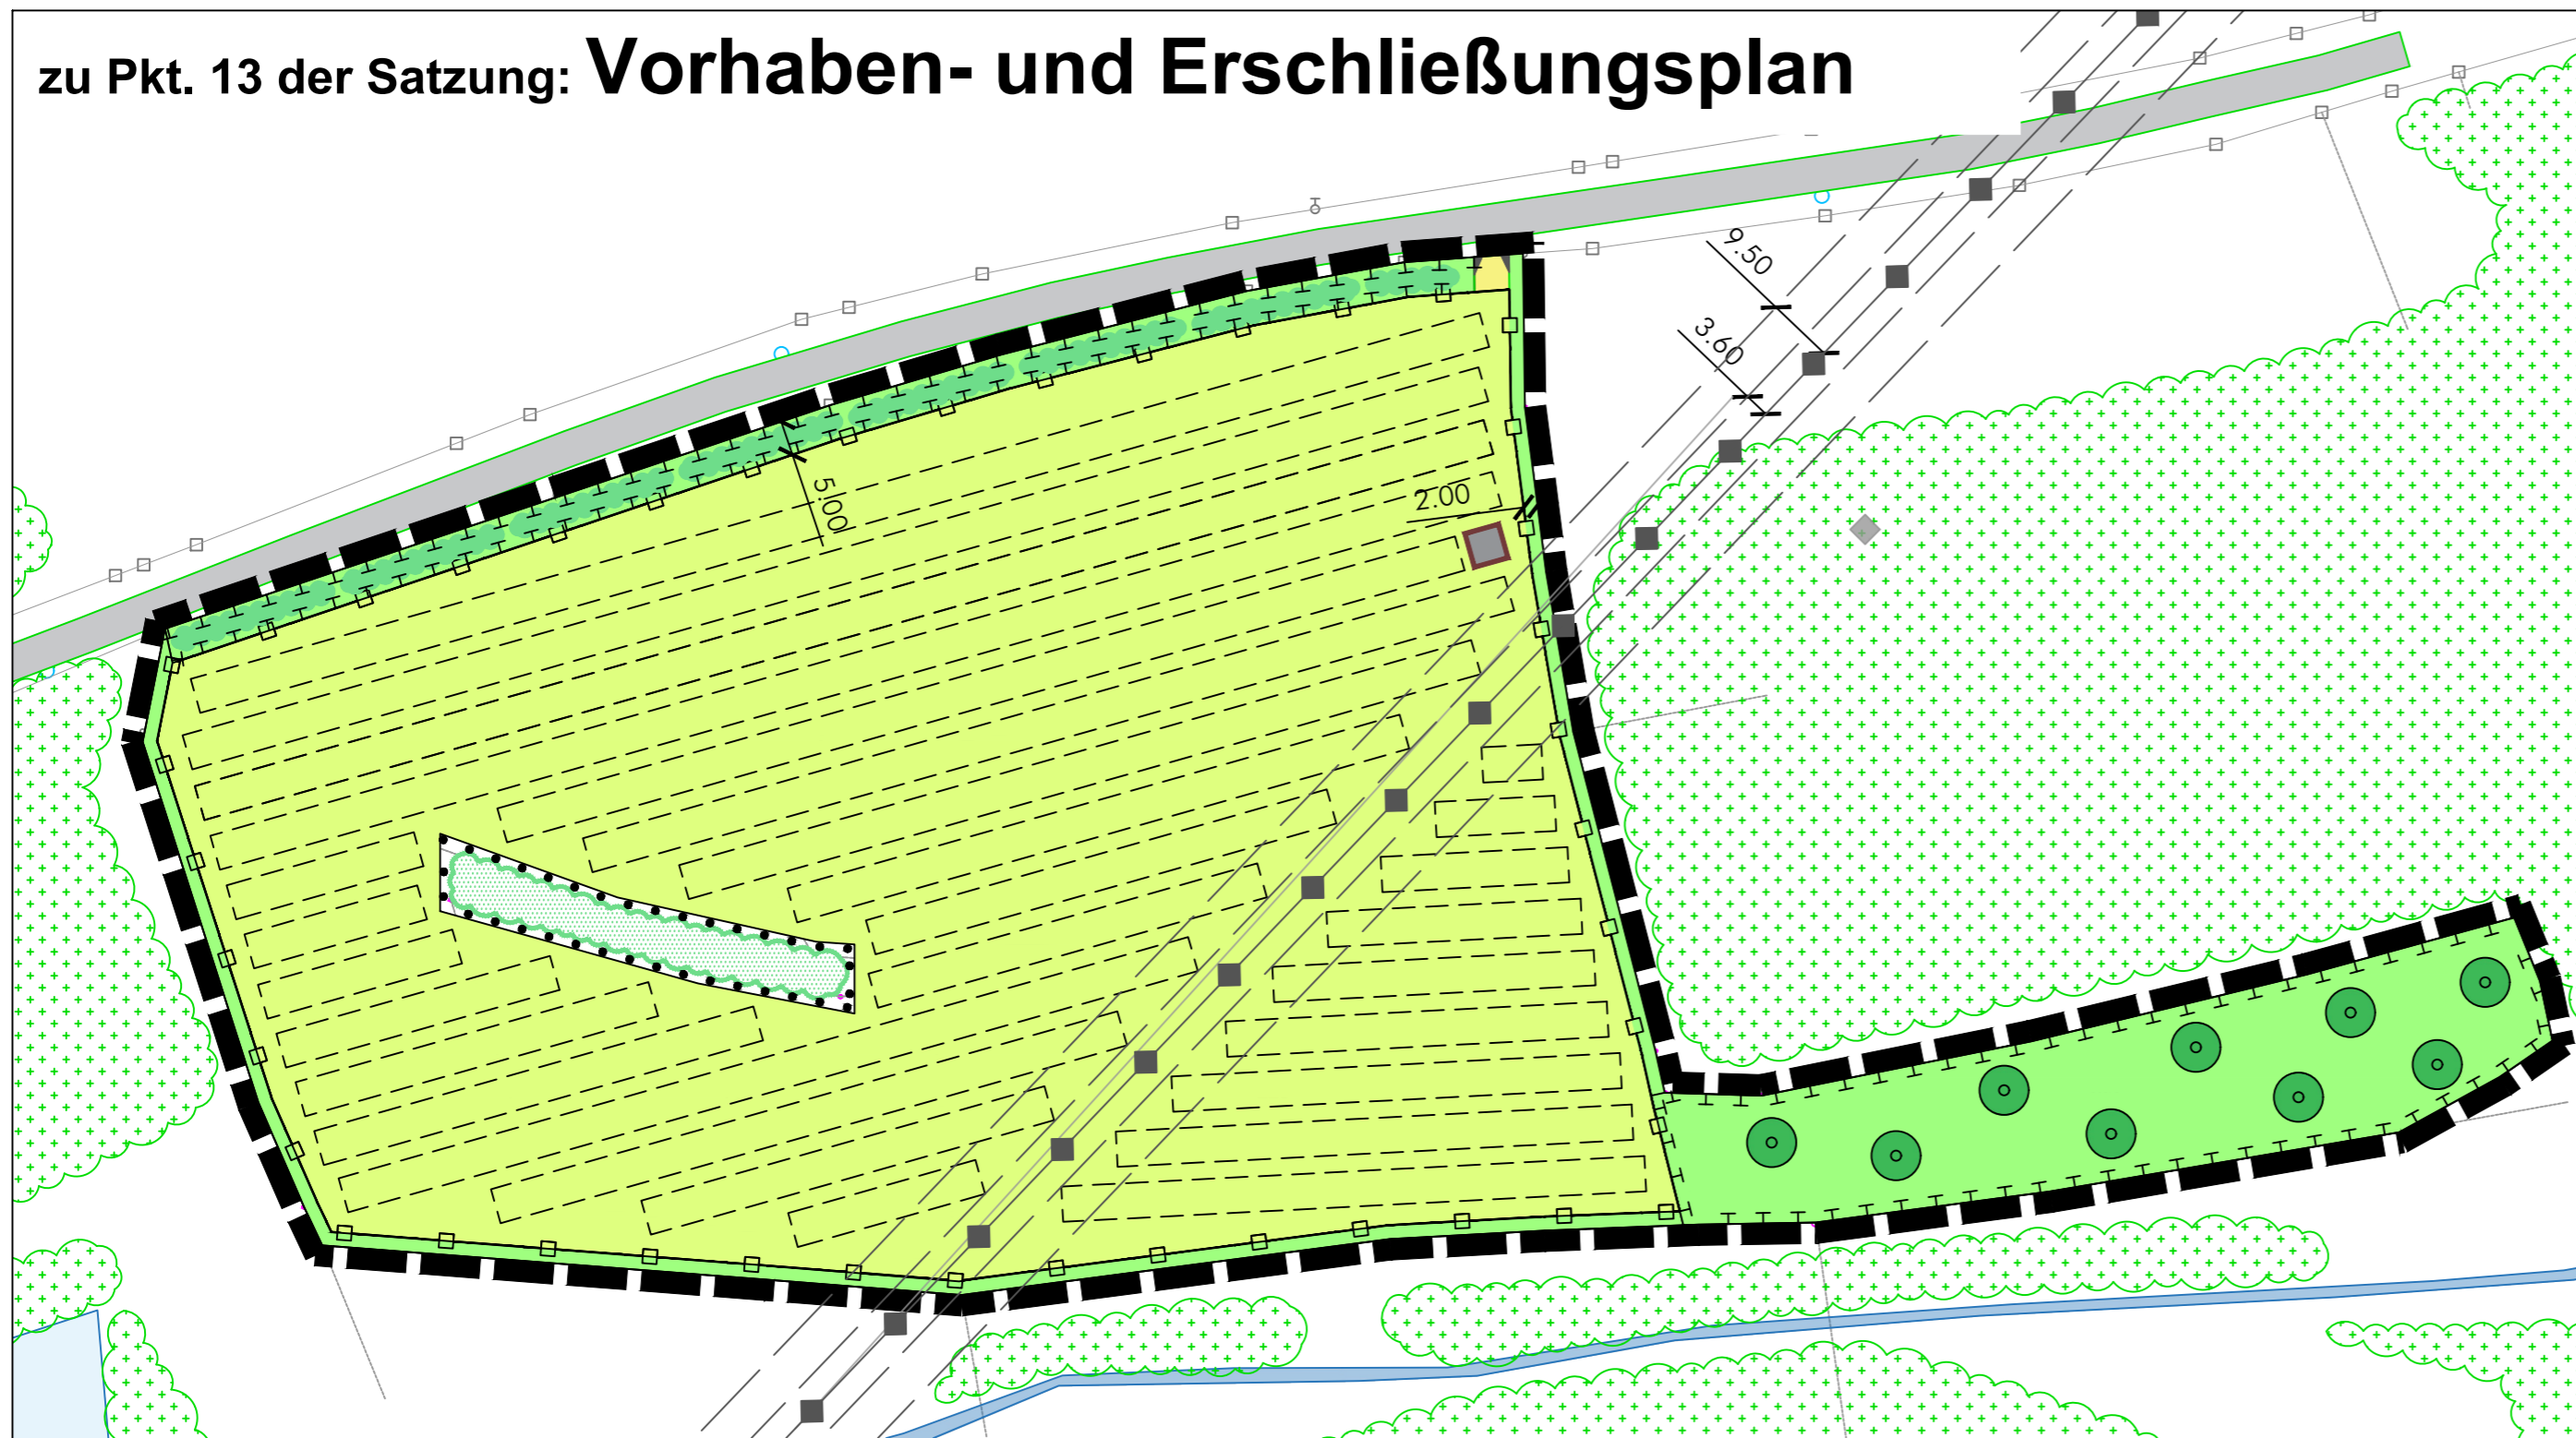 zu Pkt. 13 der Satzung: Vorhaben- und Erschließungsplan
9.50
3.60
5.00
2.00